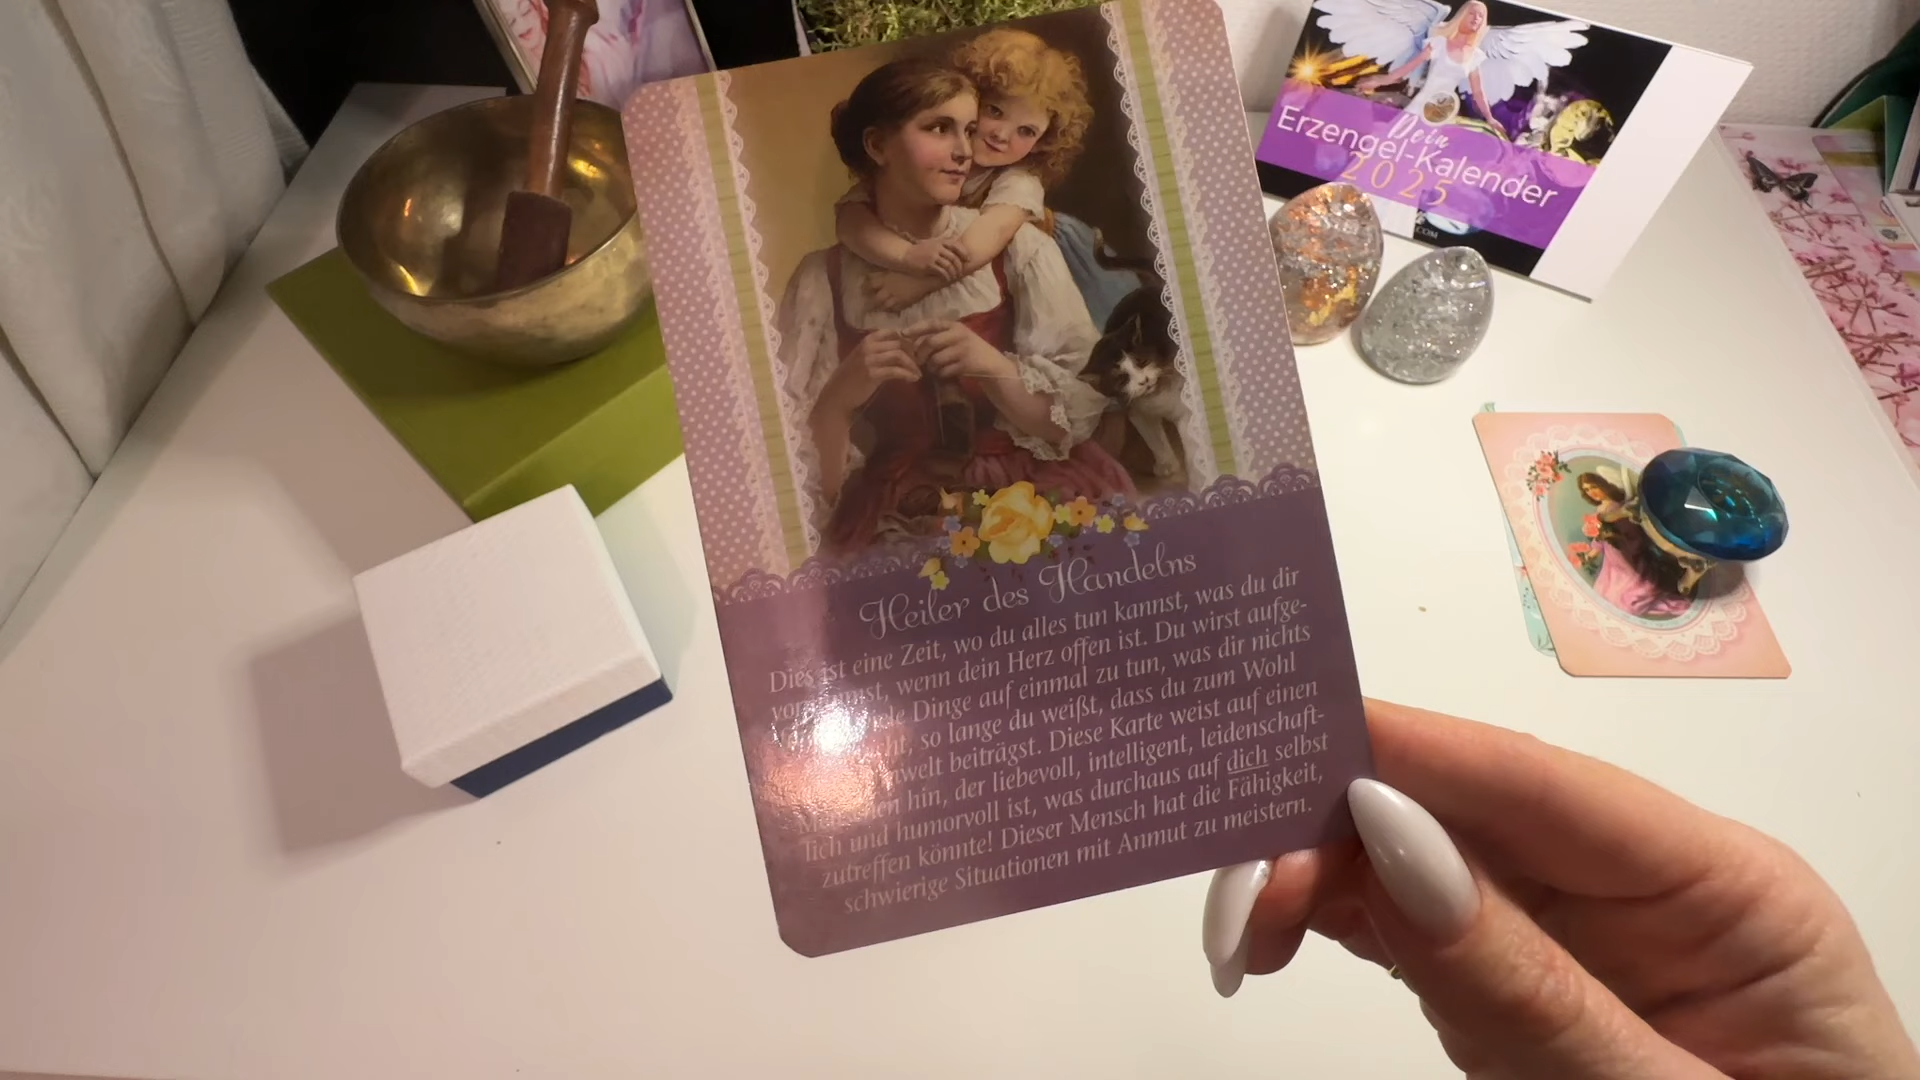 Dein
Erzengel-Kalender
2025
.COM
Heiler des Handelns
Dies ist eine Zeit, wo du alles tun kannst, was du dir
wenn dein Herz offen ist. Du wirst aufge-
Dinge auf einmal zu tun, was dir nichts
so lange du weißt, dass du zum Wohl
beiträgst. Diese Karte weist auf einen
hin, der liebevoll, intelligent, leidenschaft-
lich und humorvoll ist, was durchaus auf dich selbst
zutreffen könnte! Dieser Mensch hat die Fähigkeit,
schwierige Situationen mit Anmut zu meistern.